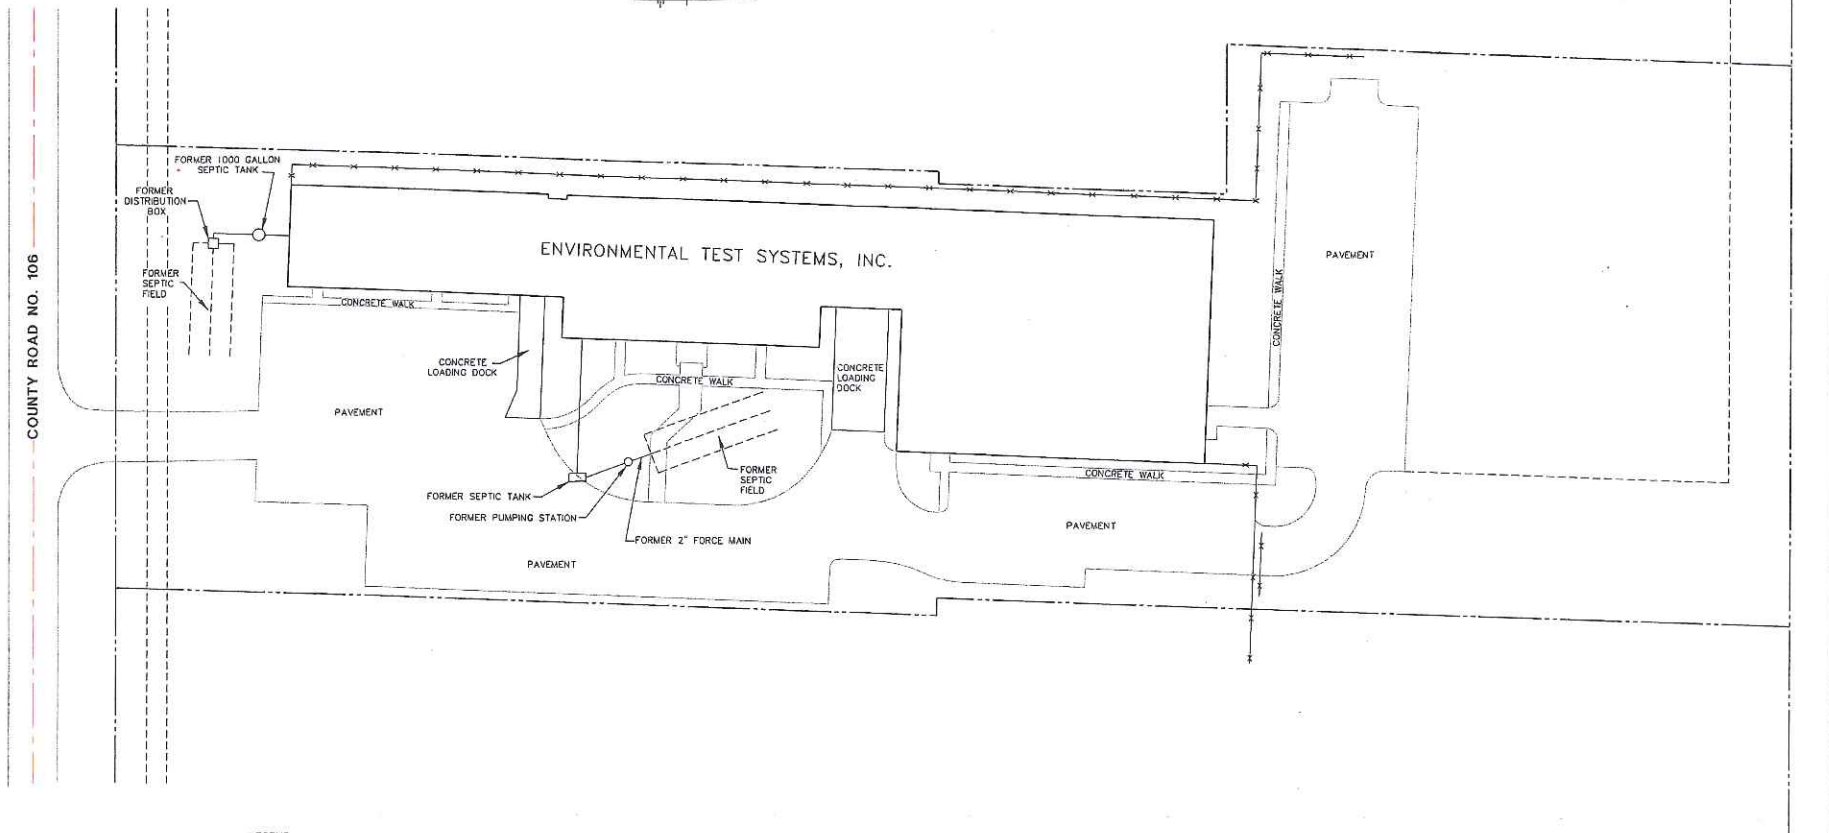 FORMER 1000 GALLON
SEPTIC TANK
FORMER
DISTRIBUTION
BOX
FORMER
SEPTIC
FIELD
COUNTY ROAD NO. 106
ENVIRONMENTAL TEST SYSTEMS, INC.
CONCRETE WALK
CONCRETE
LOADING DOCK
CONCRETE WALK
CONCRETE
LOADING
DOCK
PAVEMENT
CONCRETE WALK
PAVEMENT
FORMER
SEPTIC
FIELD
FORMER SEPTIC TANK
FORMER PUMPING STATION
FORMER 2" FORCE MAIN
PAVEMENT
CONCRETE WALK
PAVEMENT